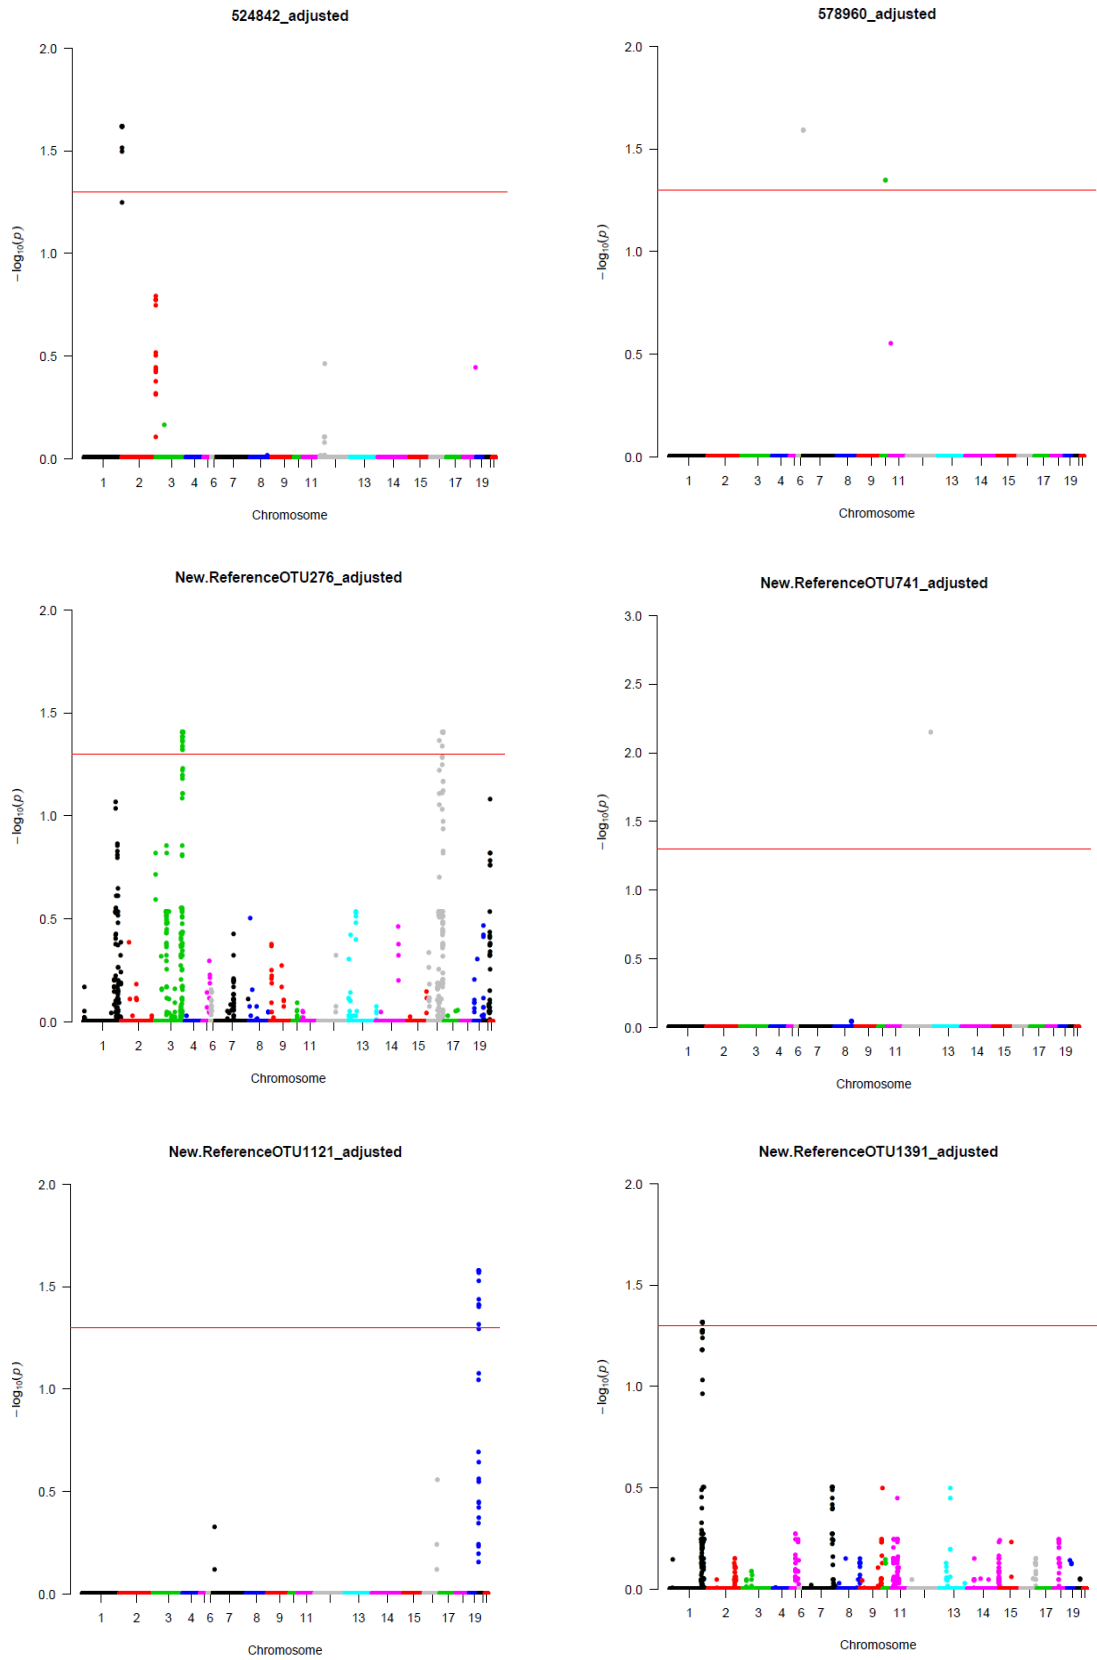 524842_adjusted
2.0
1.5
1.0
0.5
0.0
−log10(p)
1 2 3 4 6 7 8 9 11 13 14 15 17 19
Chromosome
578960_adjusted
2.0
1.5
1.0
0.5
0.0
−log10(p)
1 2 3 4 6 7 8 9 11 13 14 15 17 19
Chromosome
New.ReferenceOTU276_adjusted
2.0
1.5
1.0
0.5
0.0
−log10(p)
1 2 3 4 6 7 8 9 11 13 14 15 17 19
Chromosome
New.ReferenceOTU741_adjusted
3.0
2.5
2.0
1.5
1.0
0.5
0.0
−log10(p)
1 2 3 4 6 7 8 9 11 13 14 15 17 19
Chromosome
New.ReferenceOTU1121_adjusted
2.0
1.5
1.0
0.5
0.0
−log10(p)
1 2 3 4 6 7 8 9 11 13 14 15 17 19
Chromosome
New.ReferenceOTU1391_adjusted
2.0
1.5
1.0
0.5
0.0
−log10(p)
1 2 3 4 6 7 8 9 11 13 14 15 17 19
Chromosome